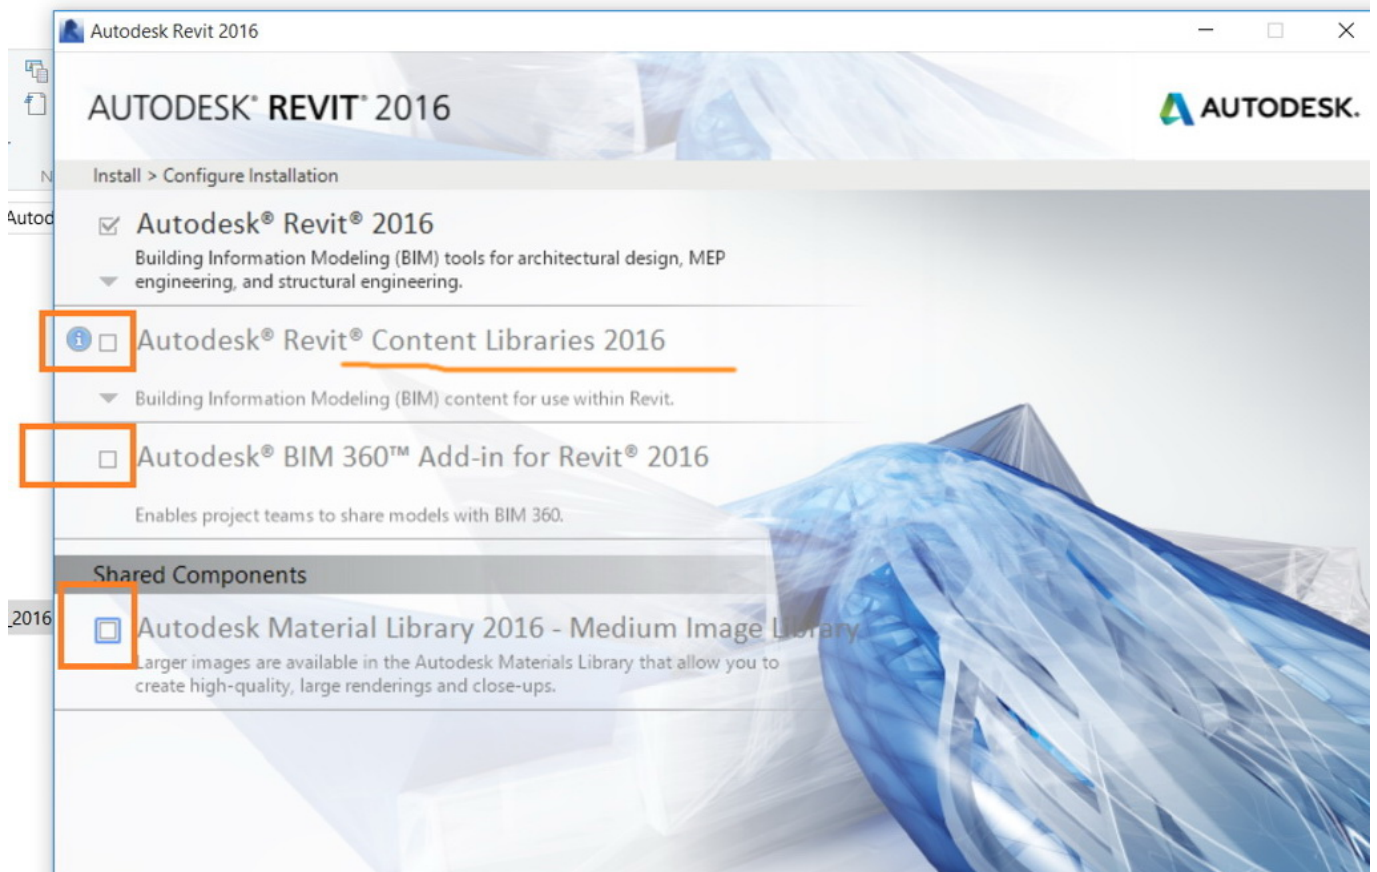 Autodesk Revit 2016
AUTODESK® REVIT® 2016
AUTODESK.
N
Install > Configure Installation
Autod
Autodesk® Revit® 2016
Building Information Modeling (BIM) tools for architectural design, MEP
engineering, and structural engineering.
Autodesk® Revit® Content Libraries 2016
Building Information Modeling (BIM) content for use within Revit.
Autodesk® BIM 360™ Add-in for Revit® 2016
Enables project teams to share models with BIM 360.
Shared Components
_2016
Autodesk Material Library 2016 - Medium Image Library
Larger images are available in the Autodesk Materials Library that allow you to
create high-quality, large renderings and close-ups.